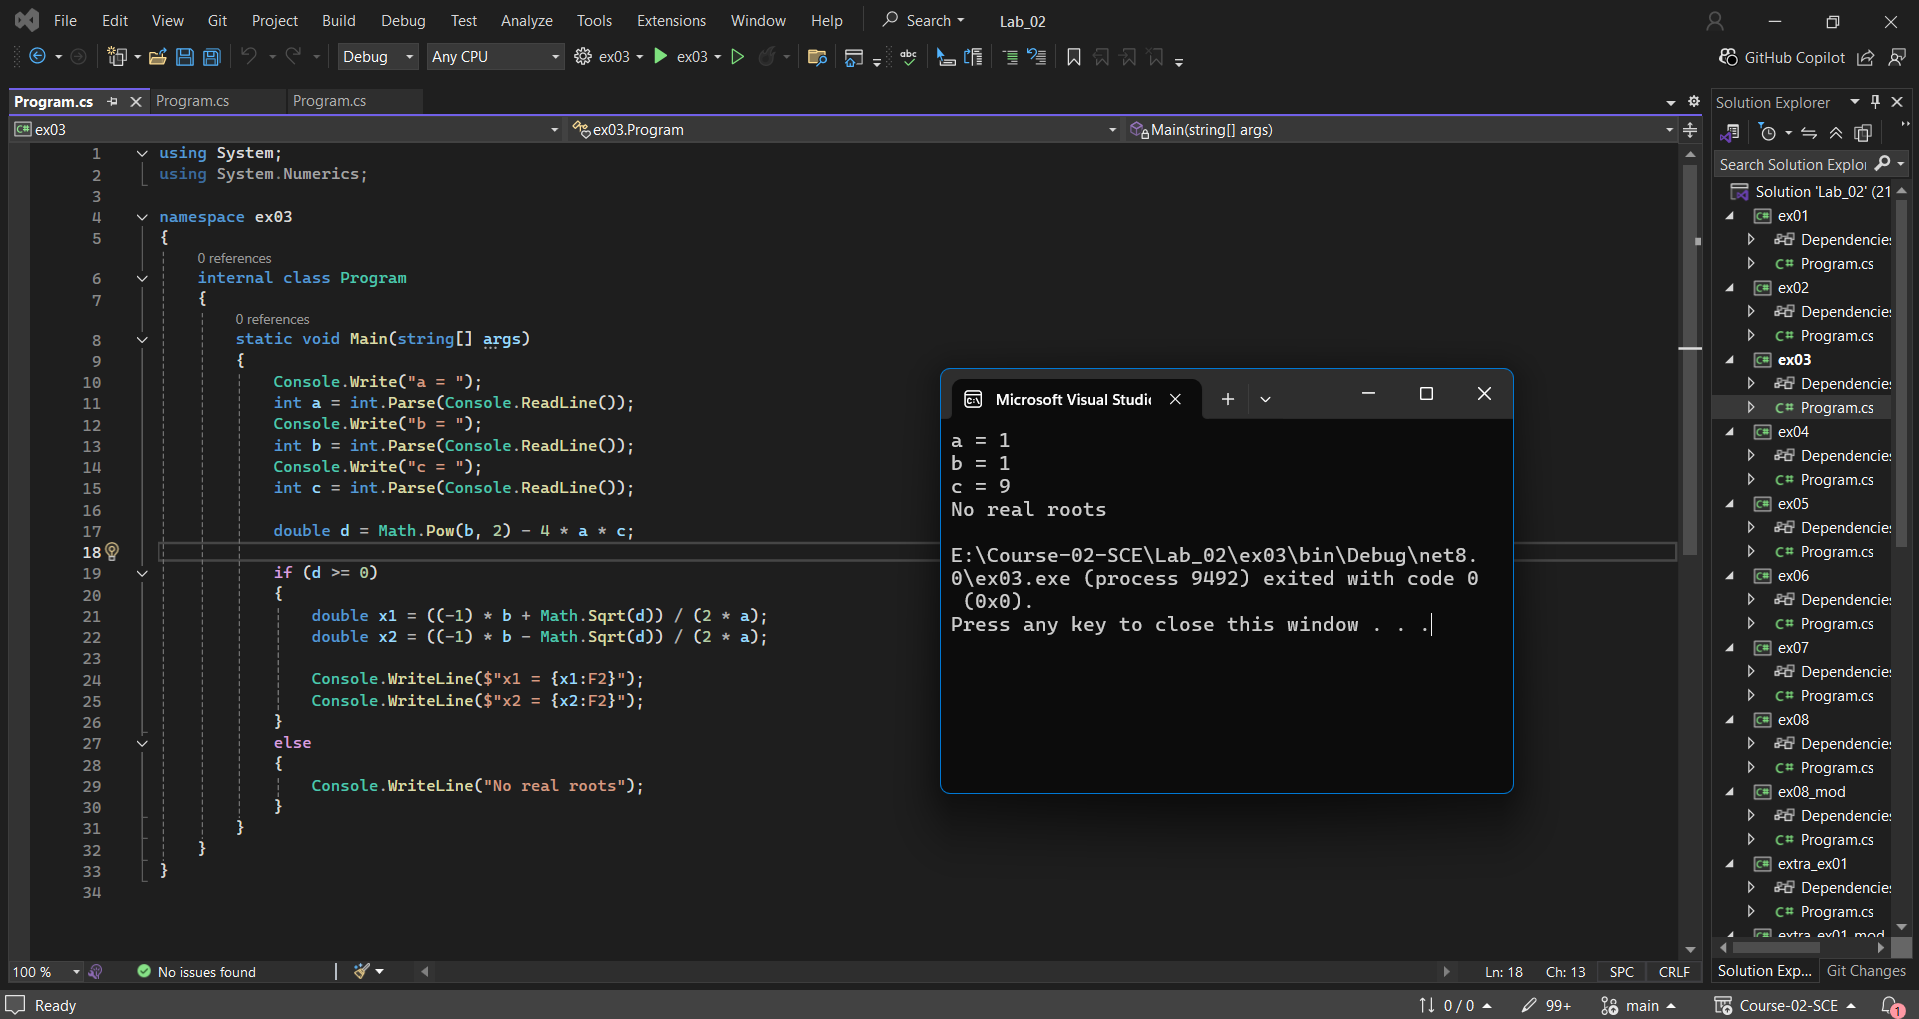 File Edit View Git Project Build Debug Test Analyze Tools Extensions Window Help Search Lab_02
Debug Any CPU ex03 ex03 abc GitHub Copilot
Program.cs Program.cs Program.cs
C# ex03 ex03.Program Main(string[] args)
1 using System;
2 using System.Numerics;
3
4 namespace ex03
5 {
0 references
6 internal class Program
7 {
0 references
8 static void Main(string[] args)
9 {
10 Console.Write("a = ");
11 int a = int.Parse(Console.ReadLine());
12 Console.Write("b = ");
13 int b = int.Parse(Console.ReadLine());
14 Console.Write("c = ");
15 int c = int.Parse(Console.ReadLine());
16
17 double d = Math.Pow(b, 2) - 4 * a * c;
18
19 if (d >= 0)
20 {
21 double x1 = ((-1) * b + Math.Sqrt(d)) / (2 * a);
22 double x2 = ((-1) * b - Math.Sqrt(d)) / (2 * a);
23
24 Console.WriteLine($"x1 = {x1:F2}");
25 Console.WriteLine($"x2 = {x2:F2}");
26 }
27 else
28 {
29 Console.WriteLine("No real roots");
30 }
31 }
32 }
33 }
34
Microsoft Visual Studi
a = 1
b = 1
c = 9
No real roots
E:\Course-02-SCE\Lab_02\ex03\bin\Debug\net8.
0\ex03.exe (process 9492) exited with code 0
(0x0).
Press any key to close this window . . .
Solution Explorer
Search Solution Explor
Solution 'Lab_02' (21
C# ex01
Dependencies
C# Program.cs
C# ex02
Dependencies
C# Program.cs
C# ex03
Dependencies
C# Program.cs
C# ex04
Dependencies
C# Program.cs
C# ex05
Dependencies
C# Program.cs
C# ex06
Dependencies
C# Program.cs
C# ex07
Dependencies
C# Program.cs
C# ex08
Dependencies
C# Program.cs
C# ex08_mod
Dependencies
C# Program.cs
C# extra_ex01
Dependencies
C# Program.cs
extra_ex01_mod
Solution Exp... Git Changes
100 % No issues found Ln: 18 Ch: 13 SPC CRLF
Ready 0 / 0 99+ main Course-02-SCE 1